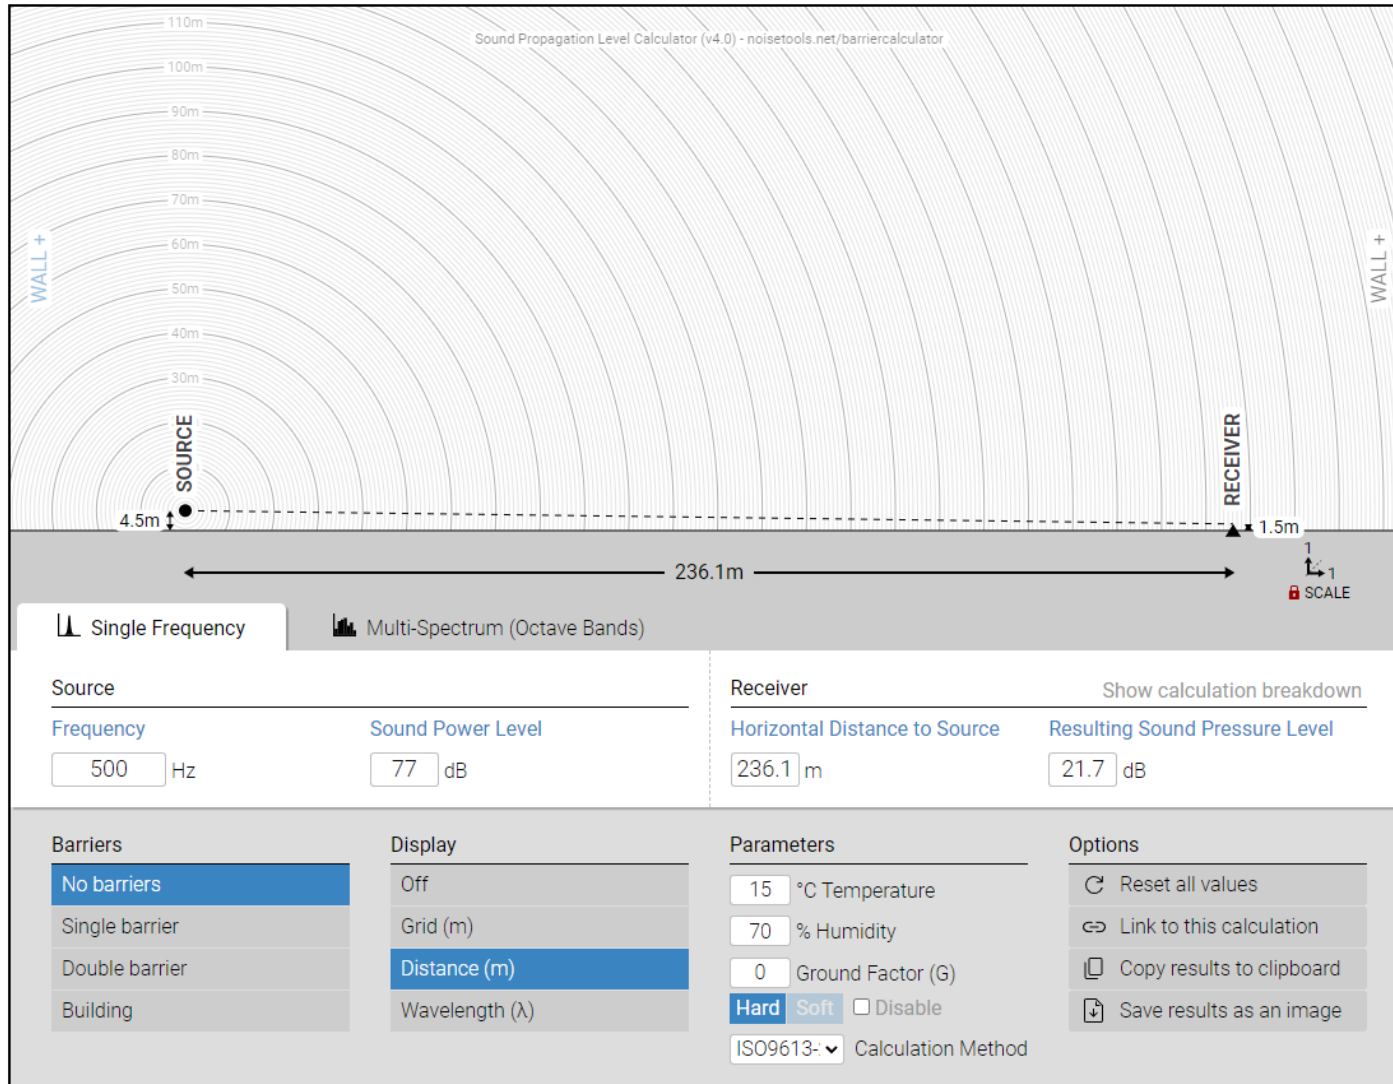 110m
Sound Propagation Level Calculator (v4.0) - noisetools.net/barriercalculator
100m
90m
80m
70m
60m
WALL +
WALL +
50m
40m
30m
SOURCE
RECEIVER
4.5m
1.5m
236.1m
1
1
SCALE
Single Frequency
Multi-Spectrum (Octave Bands)
Source
Receiver
Show calculation breakdown
Frequency
Sound Power Level
Horizontal Distance to Source
Resulting Sound Pressure Level
500 Hz
77 dB
236.1 m
21.7 dB
Barriers
Display
Parameters
Options
No barriers
Off
15 °C Temperature
Reset all values
Single barrier
Grid (m)
70 % Humidity
Link to this calculation
Double barrier
Distance (m)
0 Ground Factor (G)
Copy results to clipboard
Building
Wavelength (λ)
Hard Soft Disable
Save results as an image
ISO9613- Calculation Method